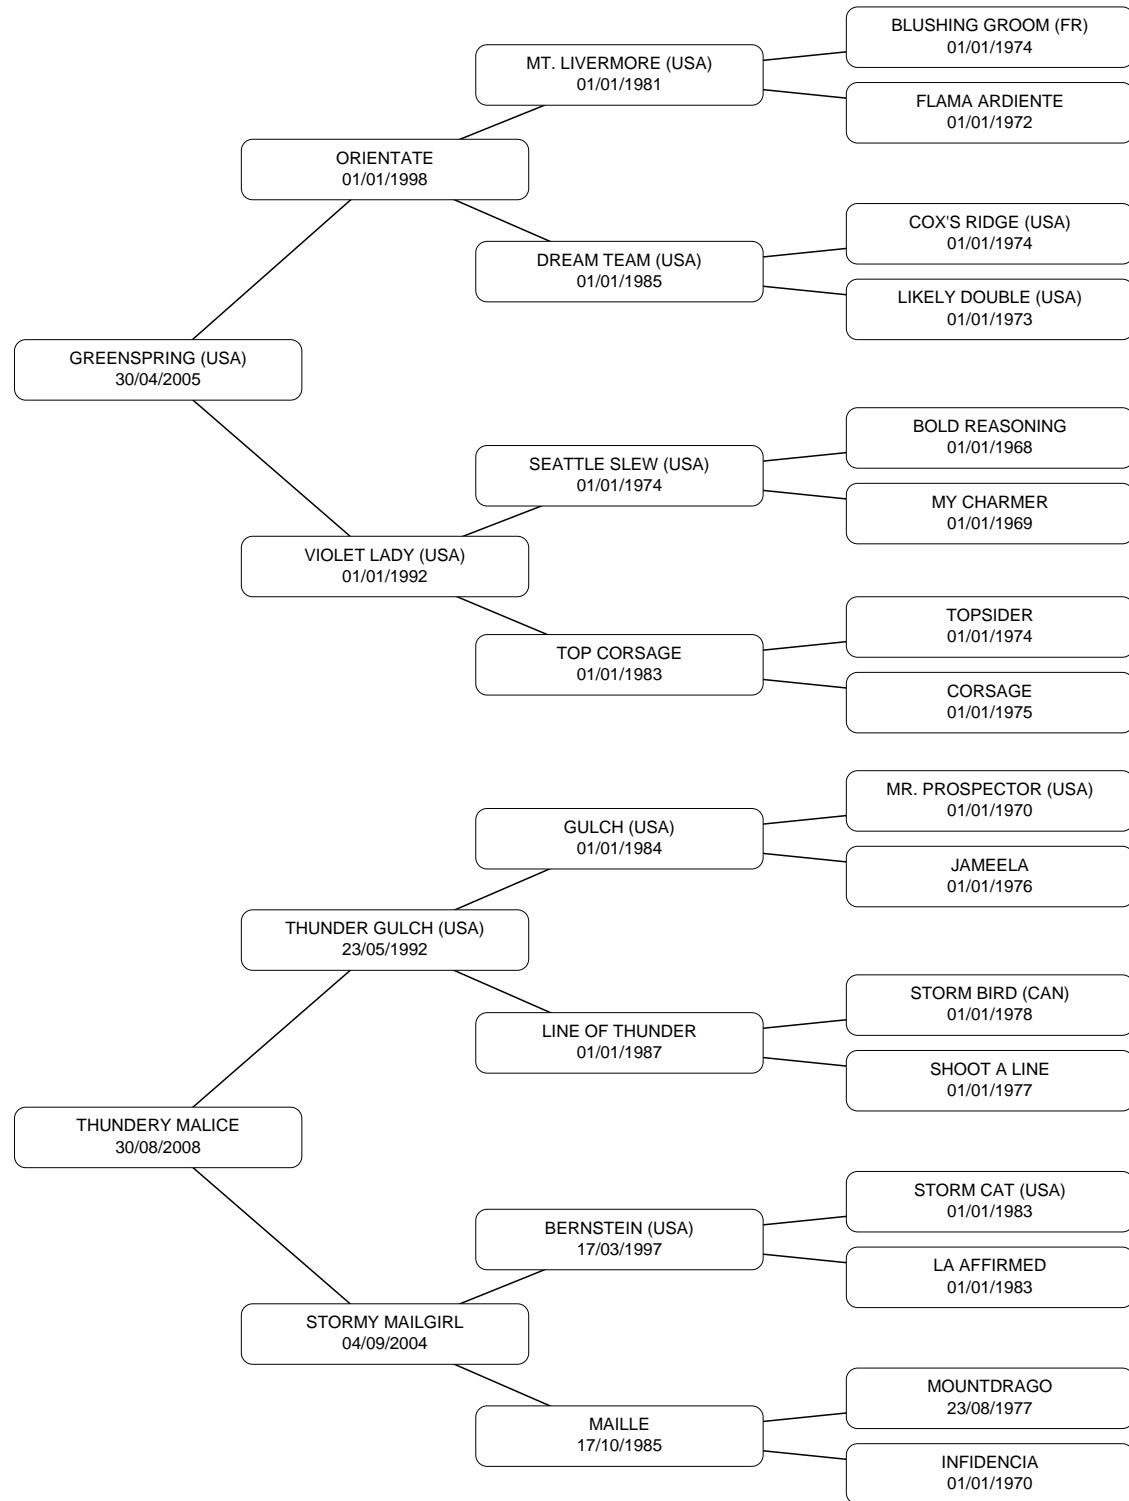 BLUSHING GROOM (FR)
01/01/1974
MT. LIVERMORE (USA)
01/01/1981
FLAMA ARDIENTE
01/01/1972
ORIENTATE
01/01/1998
COX'S RIDGE (USA)
01/01/1974
DREAM TEAM (USA)
01/01/1985
LIKELY DOUBLE (USA)
01/01/1973
GREENSPRING (USA)
30/04/2005
BOLD REASONING
01/01/1968
SEATTLE SLEW (USA)
01/01/1974
MY CHARMER
01/01/1969
VIOLET LADY (USA)
01/01/1992
TOPSIDER
01/01/1974
TOP CORSAGE
01/01/1983
CORSAGE
01/01/1975
MR. PROSPECTOR (USA)
01/01/1970
GULCH (USA)
01/01/1984
JAMEELA
01/01/1976
THUNDER GULCH (USA)
23/05/1992
STORM BIRD (CAN)
01/01/1978
LINE OF THUNDER
01/01/1987
SHOOT A LINE
01/01/1977
THUNDERY MALICE
30/08/2008
STORM CAT (USA)
01/01/1983
BERNSTEIN (USA)
17/03/1997
LA AFFIRMED
01/01/1983
STORMY MAILGIRL
04/09/2004
MOUNTDRAGO
23/08/1977
MAILLE
17/10/1985
INFIDENCIA
01/01/1970